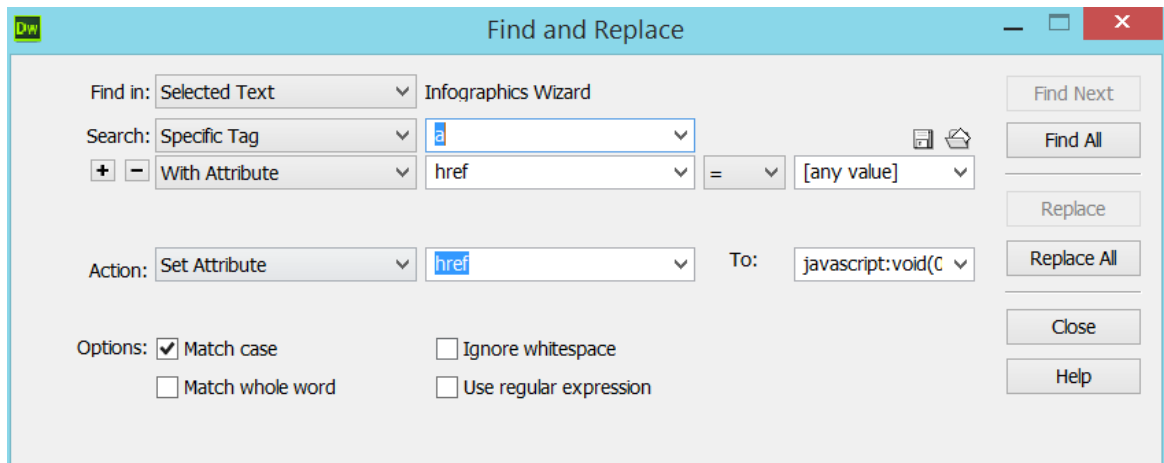 Dw Find and Replace
Find in: Selected Text Infographics Wizard Find Next
Search: Specific Tag a Find All
+ - With Attribute href = [any value]
Replace
Action: Set Attribute href To: javascript:void(0 Replace All
Close
Options: Match case Ignore whitespace
Help
Match whole word Use regular expression